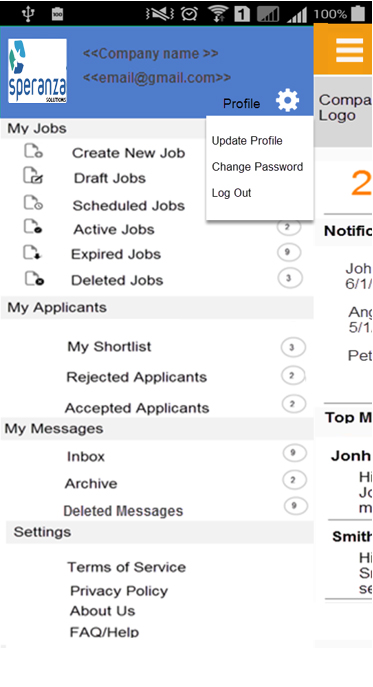 1 100%
speranza
SOLUTIONS
<<Company name >>
<<email@gmail.com>>
Profile
Update Profile
Change Password
Log Out
My Jobs
Create New Job
Draft Jobs
Scheduled Jobs
Active Jobs 2
Expired Jobs 9
Deleted Jobs 3
My Applicants
My Shortlist 3
Rejected Applicants 2
Accepted Applicants 2
My Messages
Inbox 9
Archive 2
Deleted Messages 9
Settings
Terms of Service
Privacy Policy
About Us
FAQ/Help
Compa
Logo
2
Notific
Joh
6/1/
Ang
5/1
Pet
Top M
Jonh
Hi
Jo
m
Smith
Hi
Sr
se